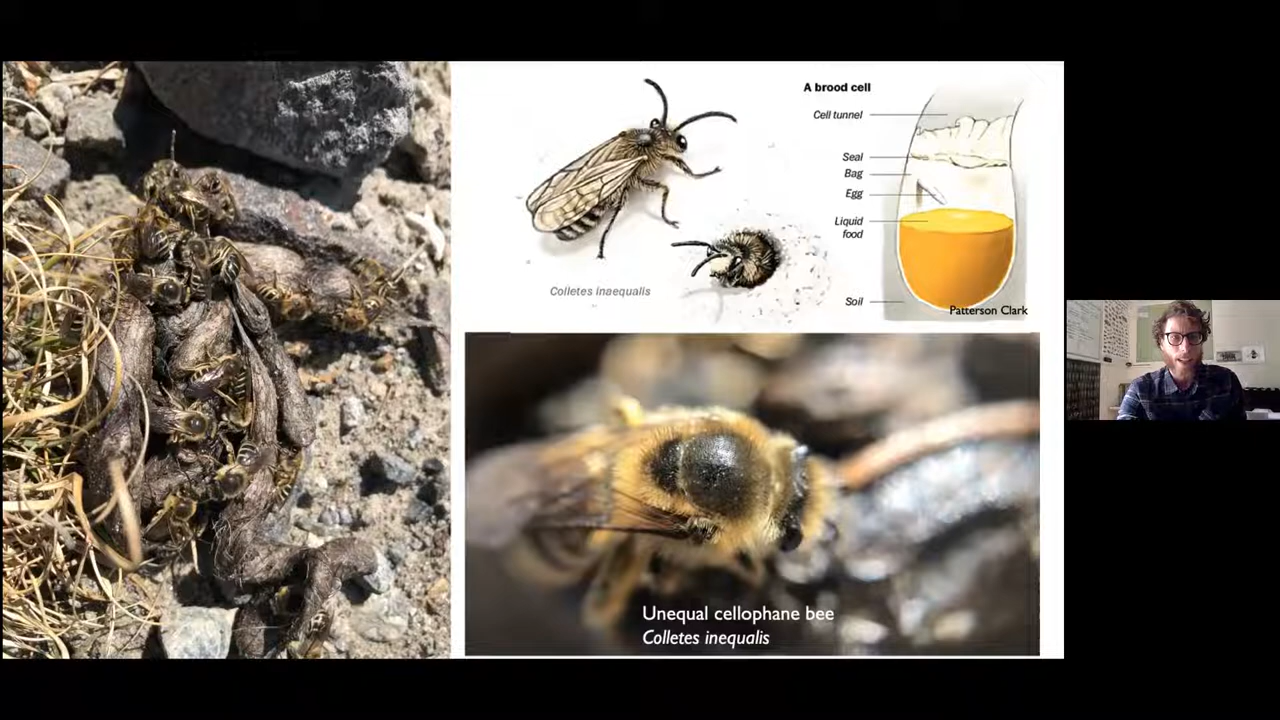 A brood cell
Cell tunnel
Seal
Bag
Egg
Liquid
food
Soil
Patterson Clark
Colletes inaequalis
Unequal cellophane bee
Colletes inequalis